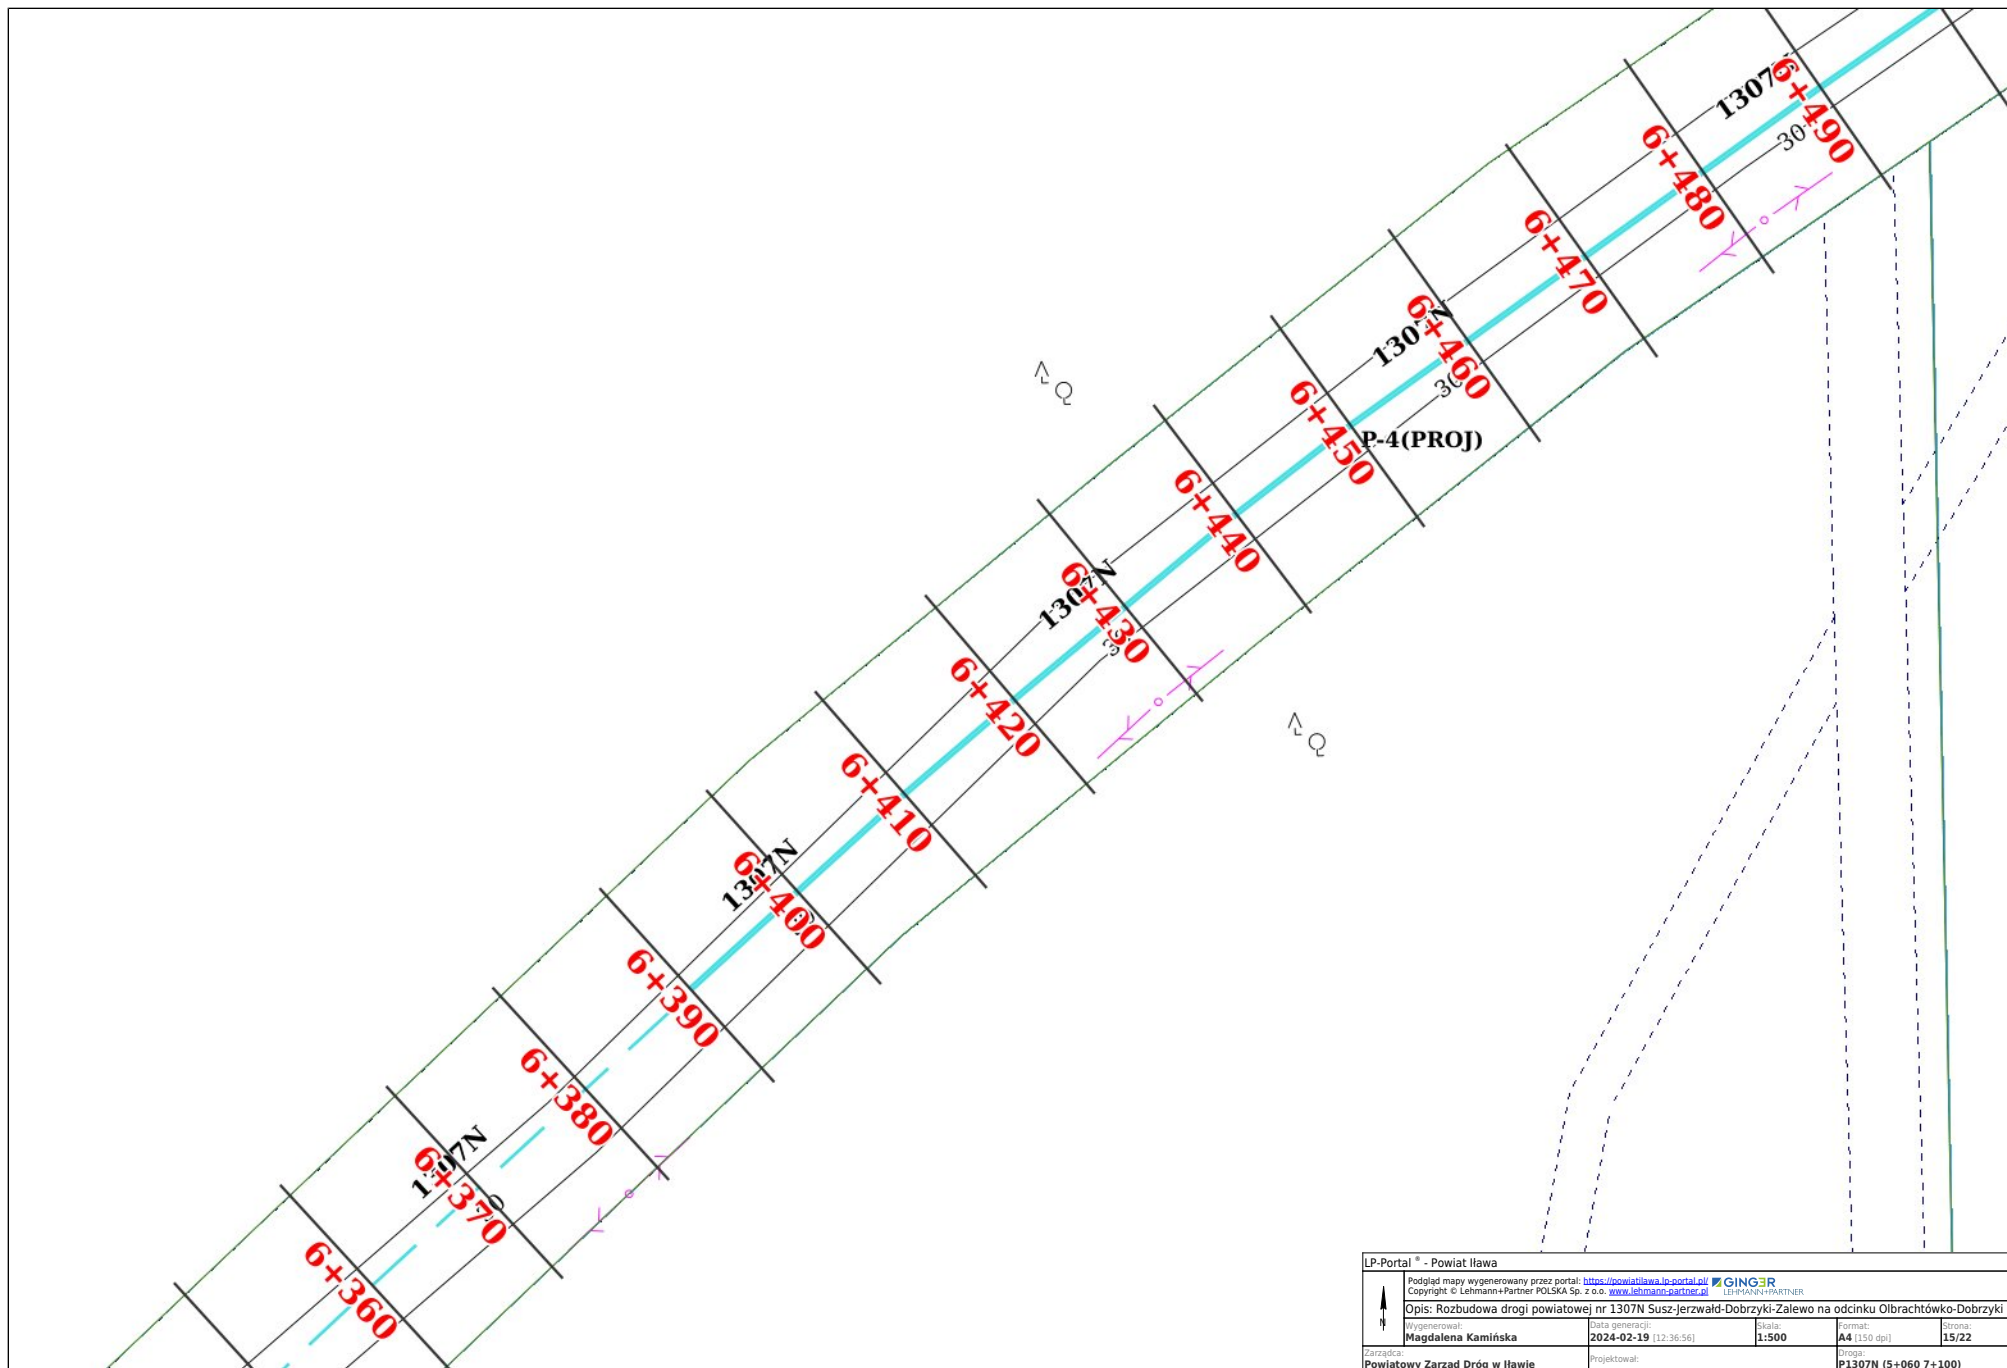 1307N
6+490
30
6+480
6+470
1307N
6+460
30
6+450
P-4(PROJ)
Q
6+440
1307N
6+430
6+420
Q
6+410
1307N
6+400
6+390
6+380
1307N
6+370
6+360
LP-Portal ® - Powiat Iława
Podgląd mapy wygenerowany przez portal: https://powiatilawa.lp-portal.pl/
GINGER
Copyright © Lehmann+Partner POLSKA Sp. z o.o. www.lehmann-partner.pl
LEHMANN+PARTNER
N
Opis: Rozbudowa drogi powiatowej nr 1307N Susz-Jerzwałd-Dobrzyki-Zalewo na odcinku Olbrachtówko-Dobrzyki
Wygenerował: Data generacji: Skala: Format: Strona:
Magdalena Kamińska 2024-02-19 [12:36:56] 1:500 A4 [150 dpi] 15/22
Zarządca: Projektował: Droga:
Powiatowy Zarząd Dróg w Iławie P1307N (5+060 7+100)